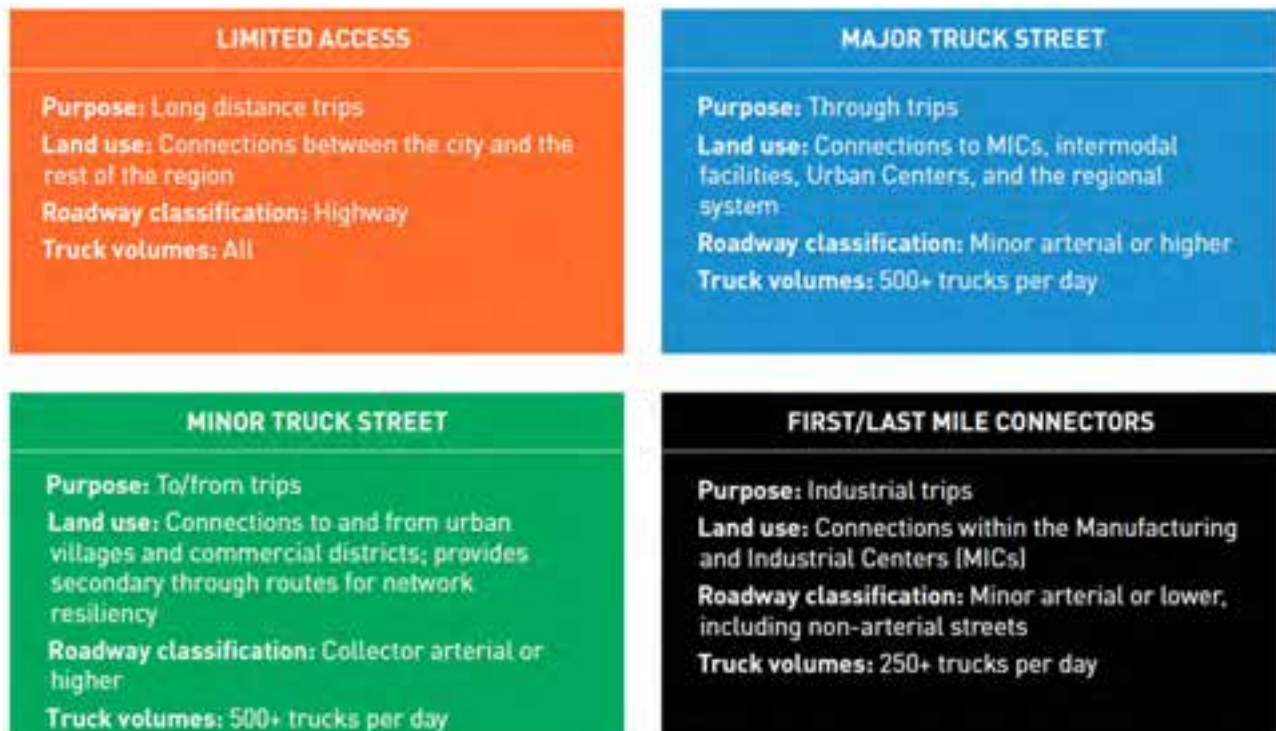 LIMITED ACCESS
Purpose: Long distance trips
Land use: Connections between the city and the
rest of the region
Roadway classification: Highway
Truck volumes: All
MAJOR TRUCK STREET
Purpose: Through trips
Land use: Connections to MICs, intermodal
facilities, Urban Centers, and the regional
system
Roadway classification: Minor arterial or higher
Truck volumes: 500+ trucks per day
MINOR TRUCK STREET
Purpose: To/from trips
Land use: Connections to and from urban
villages and commercial districts; provides
secondary through routes for network
resiliency
Roadway classification: Collector arterial or
higher
Truck volumes: 500+ trucks per day
FIRST/LAST MILE CONNECTORS
Purpose: Industrial trips
Land use: Connections within the Manufacturing
and Industrial Centers (MICs)
Roadway classification: Minor arterial or lower,
including non-arterial streets
Truck volumes: 250+ trucks per day